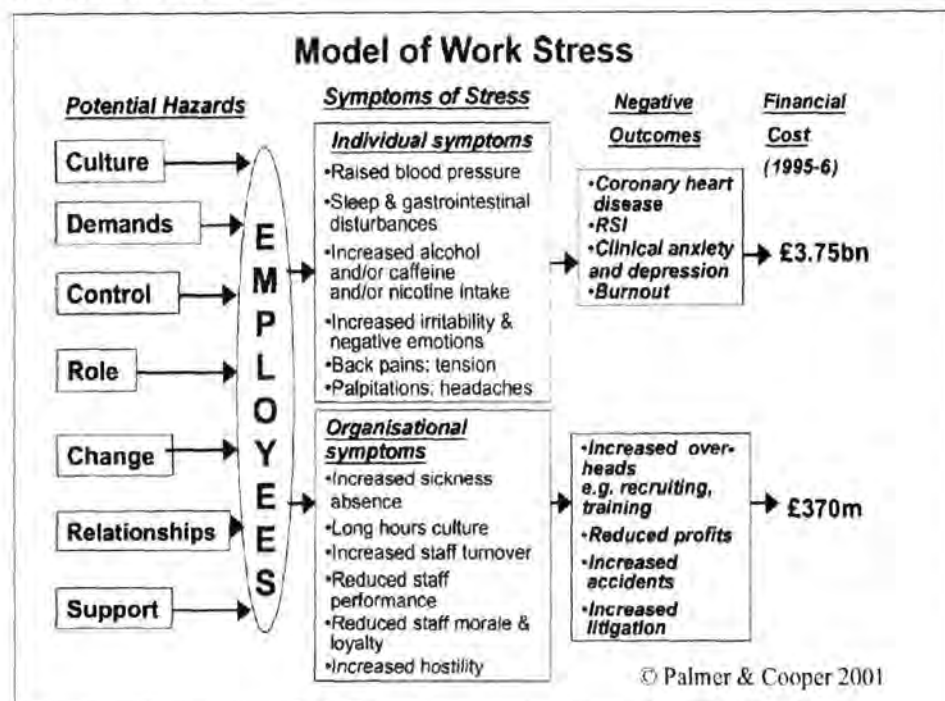 Model of Work Stress
Potential Hazards
Culture
Demands
Control
Role
Change
Relationships
Support
EMPLOYEES
Symptoms of Stress
Individual symptoms
•Raised blood pressure
•Sleep & gastrointestinal
disturbances
•Increased alcohol
and/or caffeine
and/or nicotine intake
•Increased irritability &
negative emotions
•Back pains: tension
•Palpitations: headaches
Organisational
symptoms
•Increased sickness
absence
•Long hours culture
•Increased staff turnover
•Reduced staff
performance
•Reduced staff morale &
loyalty
•Increased hostility
Negative
Outcomes
•Coronary heart
disease
•RSI
•Clinical anxiety
and depression
•Burnout
•Increased over-
heads
e.g. recruiting,
training
•Reduced profits
•Increased
accidents
•Increased
litigation
Financial
Cost
(1995-6)
£3.75bn
£370m
© Palmer & Cooper 2001